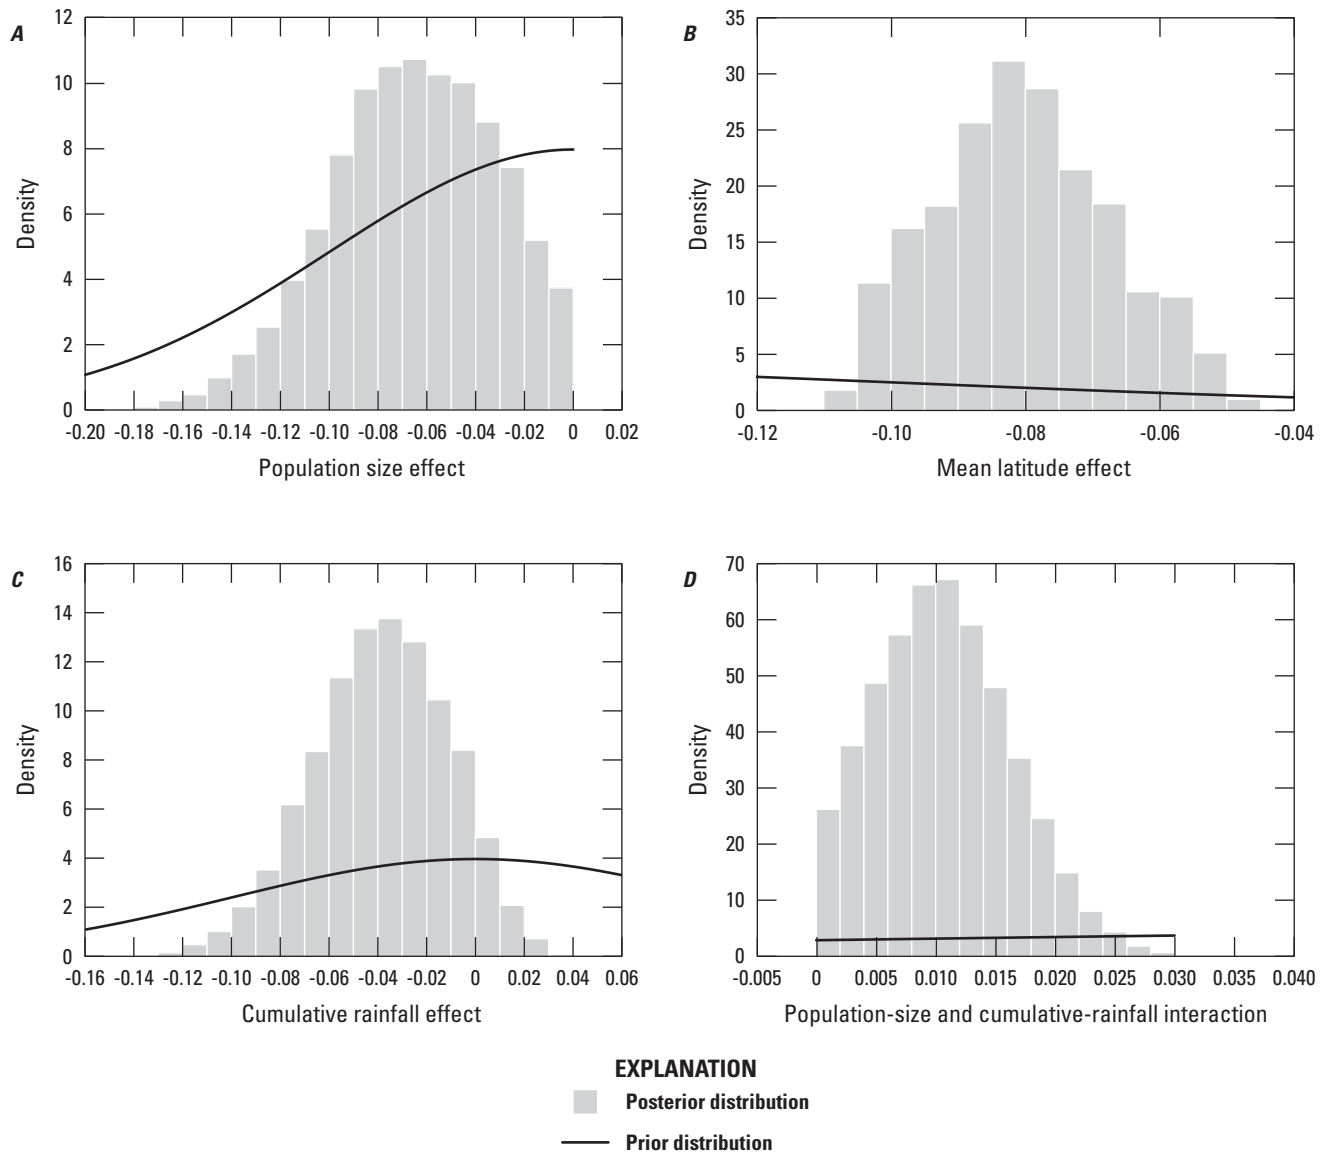 A
12
10
8
6
4
2
0
Density
-0.20 -0.18 -0.16 -0.14 -0.12 -0.10 -0.08 -0.06 -0.04 -0.02 0 0.02
Population size effect
B
35
30
25
20
15
10
5
0
Density
-0.12 -0.10 -0.08 -0.06 -0.04
Mean latitude effect
C
16
14
12
10
8
6
4
2
0
Density
-0.16 -0.14 -0.12 -0.10 -0.08 -0.06 -0.04 -0.02 0 0.02 0.04 0.06
Cumulative rainfall effect
D
70
60
50
40
30
20
10
0
Density
-0.005 0 0.005 0.010 0.015 0.020 0.025 0.030 0.035 0.040
Population-size and cumulative-rainfall interaction
EXPLANATION
Posterior distribution
Prior distribution